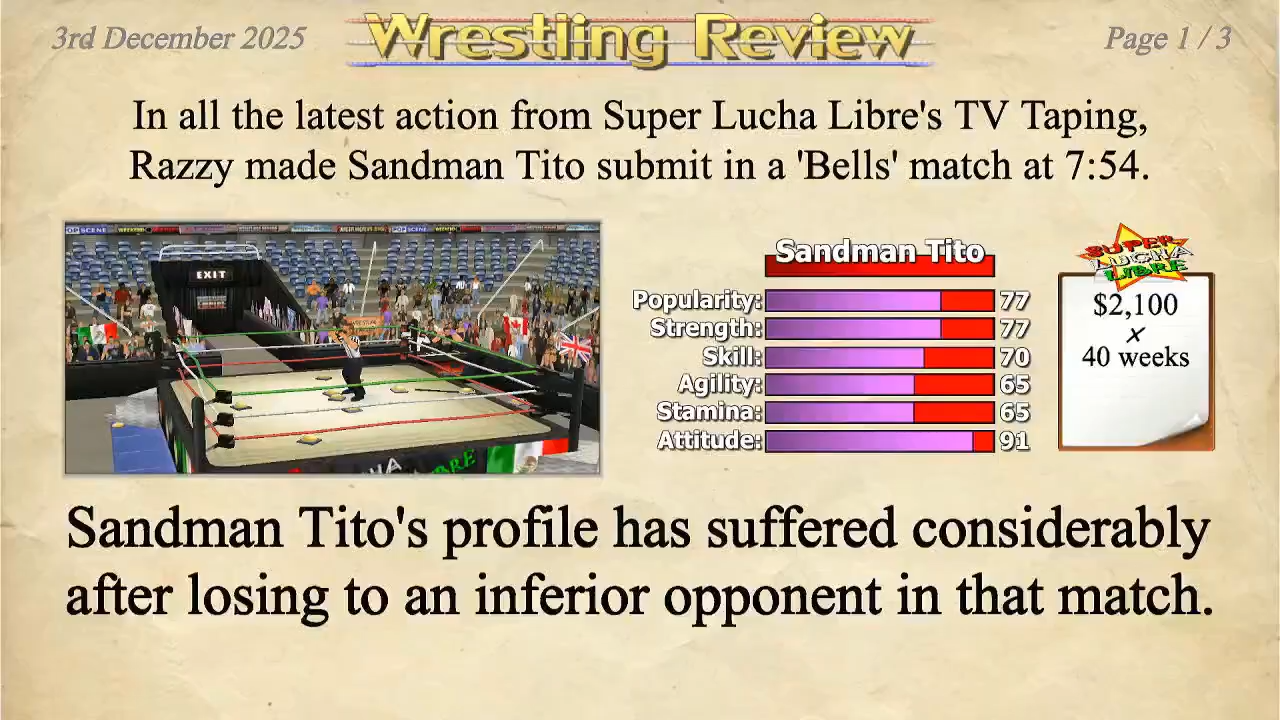 3rd December 2025
Wrestling Review
Page 1 / 3
In all the latest action from Super Lucha Libre's TV Taping,
Razzy made Sandman Tito submit in a 'Bells' match at 7:54.
EXIT
Sandman Tito
Popularity: 77
Strength: 77
Skill: 70
Agility: 65
Stamina: 65
Attitude: 91
SUPER
LUCHA
LIBRE
$2,100
x
40 weeks
Sandman Tito's profile has suffered considerably
after losing to an inferior opponent in that match.